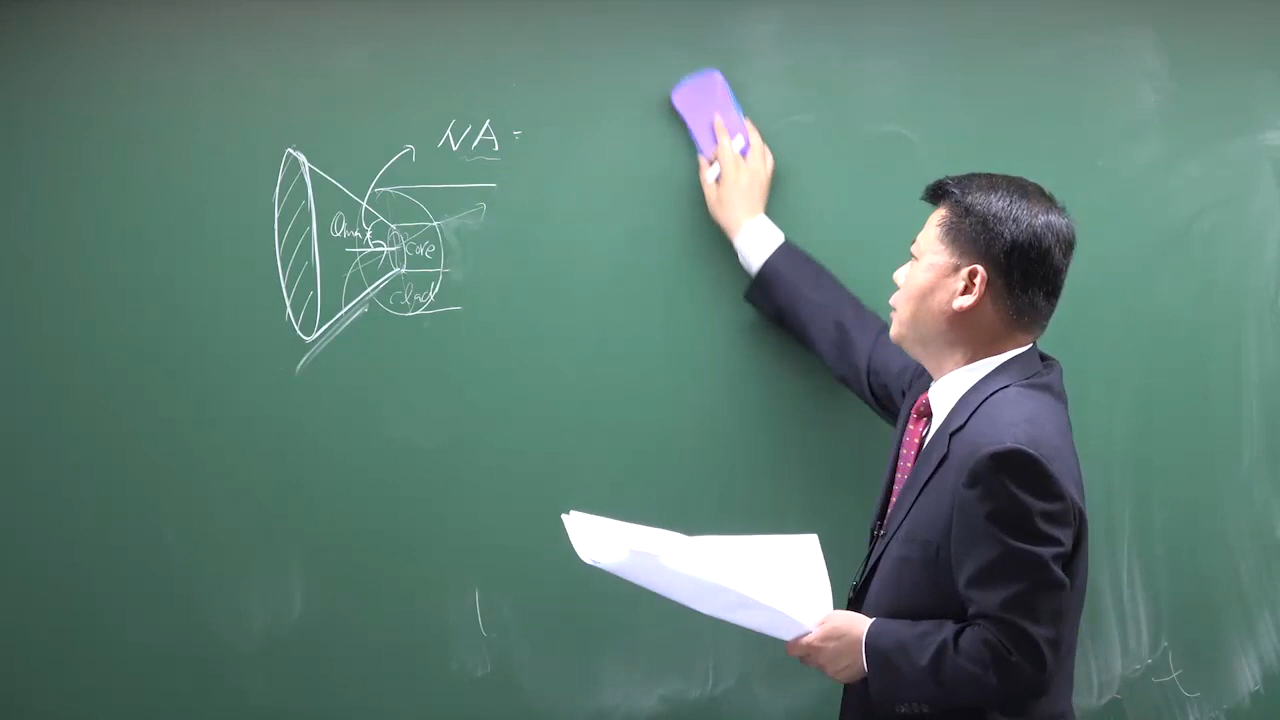 NA =
θmax
core
clad
t